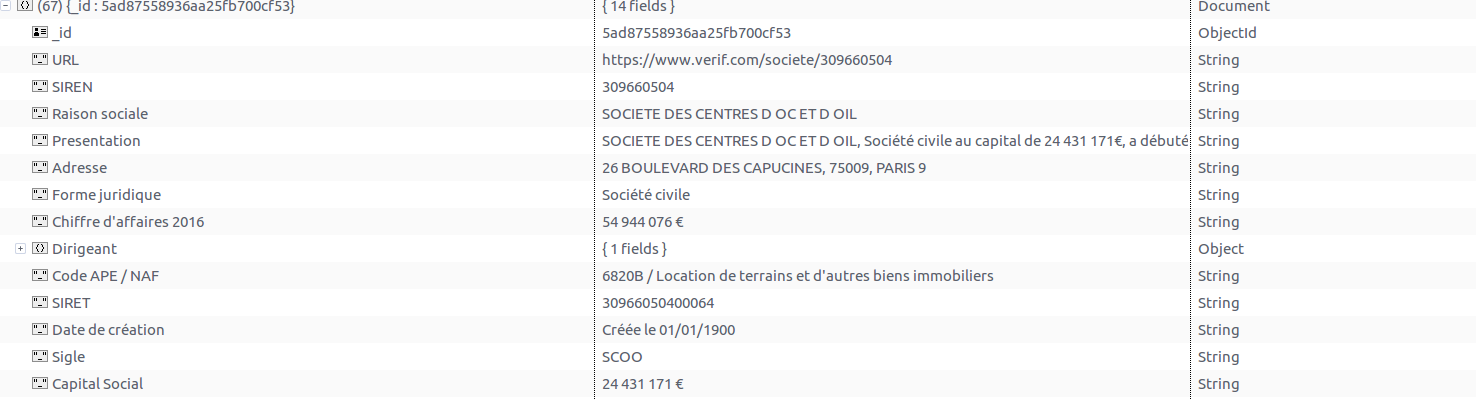 (67) {_id : 5ad87558936aa25fb700cf53} { 14 fields } Document
_id 5ad87558936aa25fb700cf53 ObjectId
URL https://www.verif.com/societe/309660504 String
SIREN 309660504 String
Raison sociale SOCIETE DES CENTRES D OC ET D OIL String
Presentation SOCIETE DES CENTRES D OC ET D OIL, Société civile au capital de 24 431 171€, a débuté String
Adresse 26 BOULEVARD DES CAPUCINES, 75009, PARIS 9 String
Forme juridique Société civile String
Chiffre d'affaires 2016 54 944 076 € String
Dirigeant { 1 fields } Object
Code APE / NAF 6820B / Location de terrains et d'autres biens immobiliers String
SIRET 30966050400064 String
Date de création Créée le 01/01/1900 String
Sigle SCOO String
Capital Social 24 431 171 € String